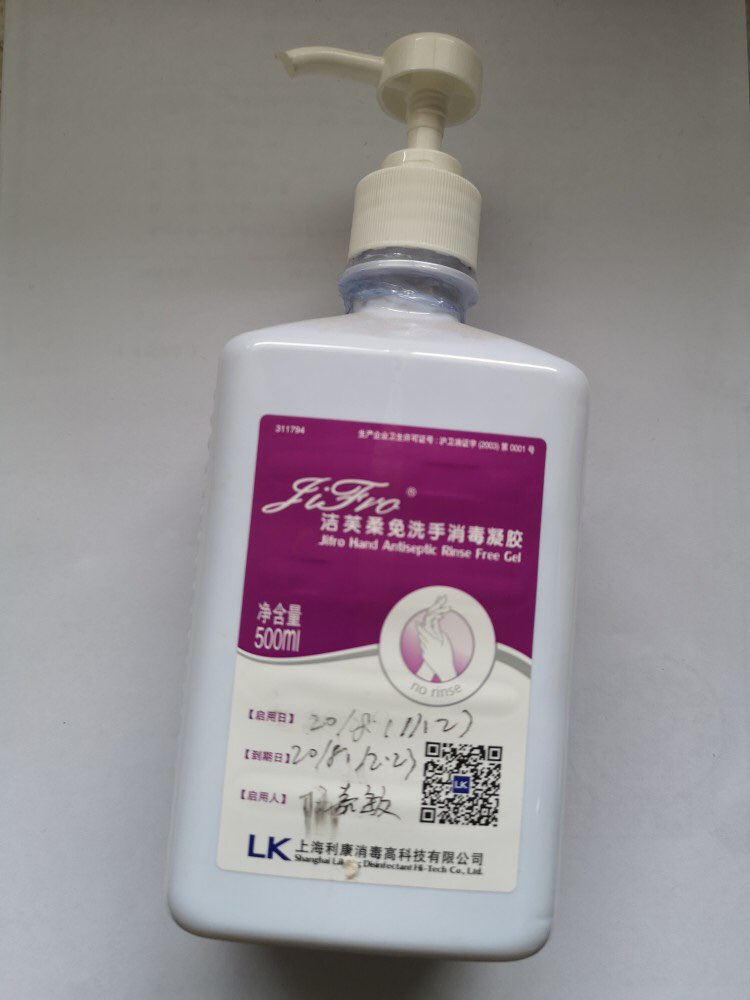 311794
生产企业卫生许可证号：沪卫消证字(2003)第0001号
JiFro®
洁芙柔免洗手消毒凝胶
Jifro Hand Antiseptic Rinse Free Gel
净含量
500ml
no rinse
【启用日】2018.11.23
【到期日】2018.12.23
【启用人】嘉敏
LK
LK 上海利康消毒高科技有限公司
Shanghai Disinfectant Hi-Tech Co., Ltd.